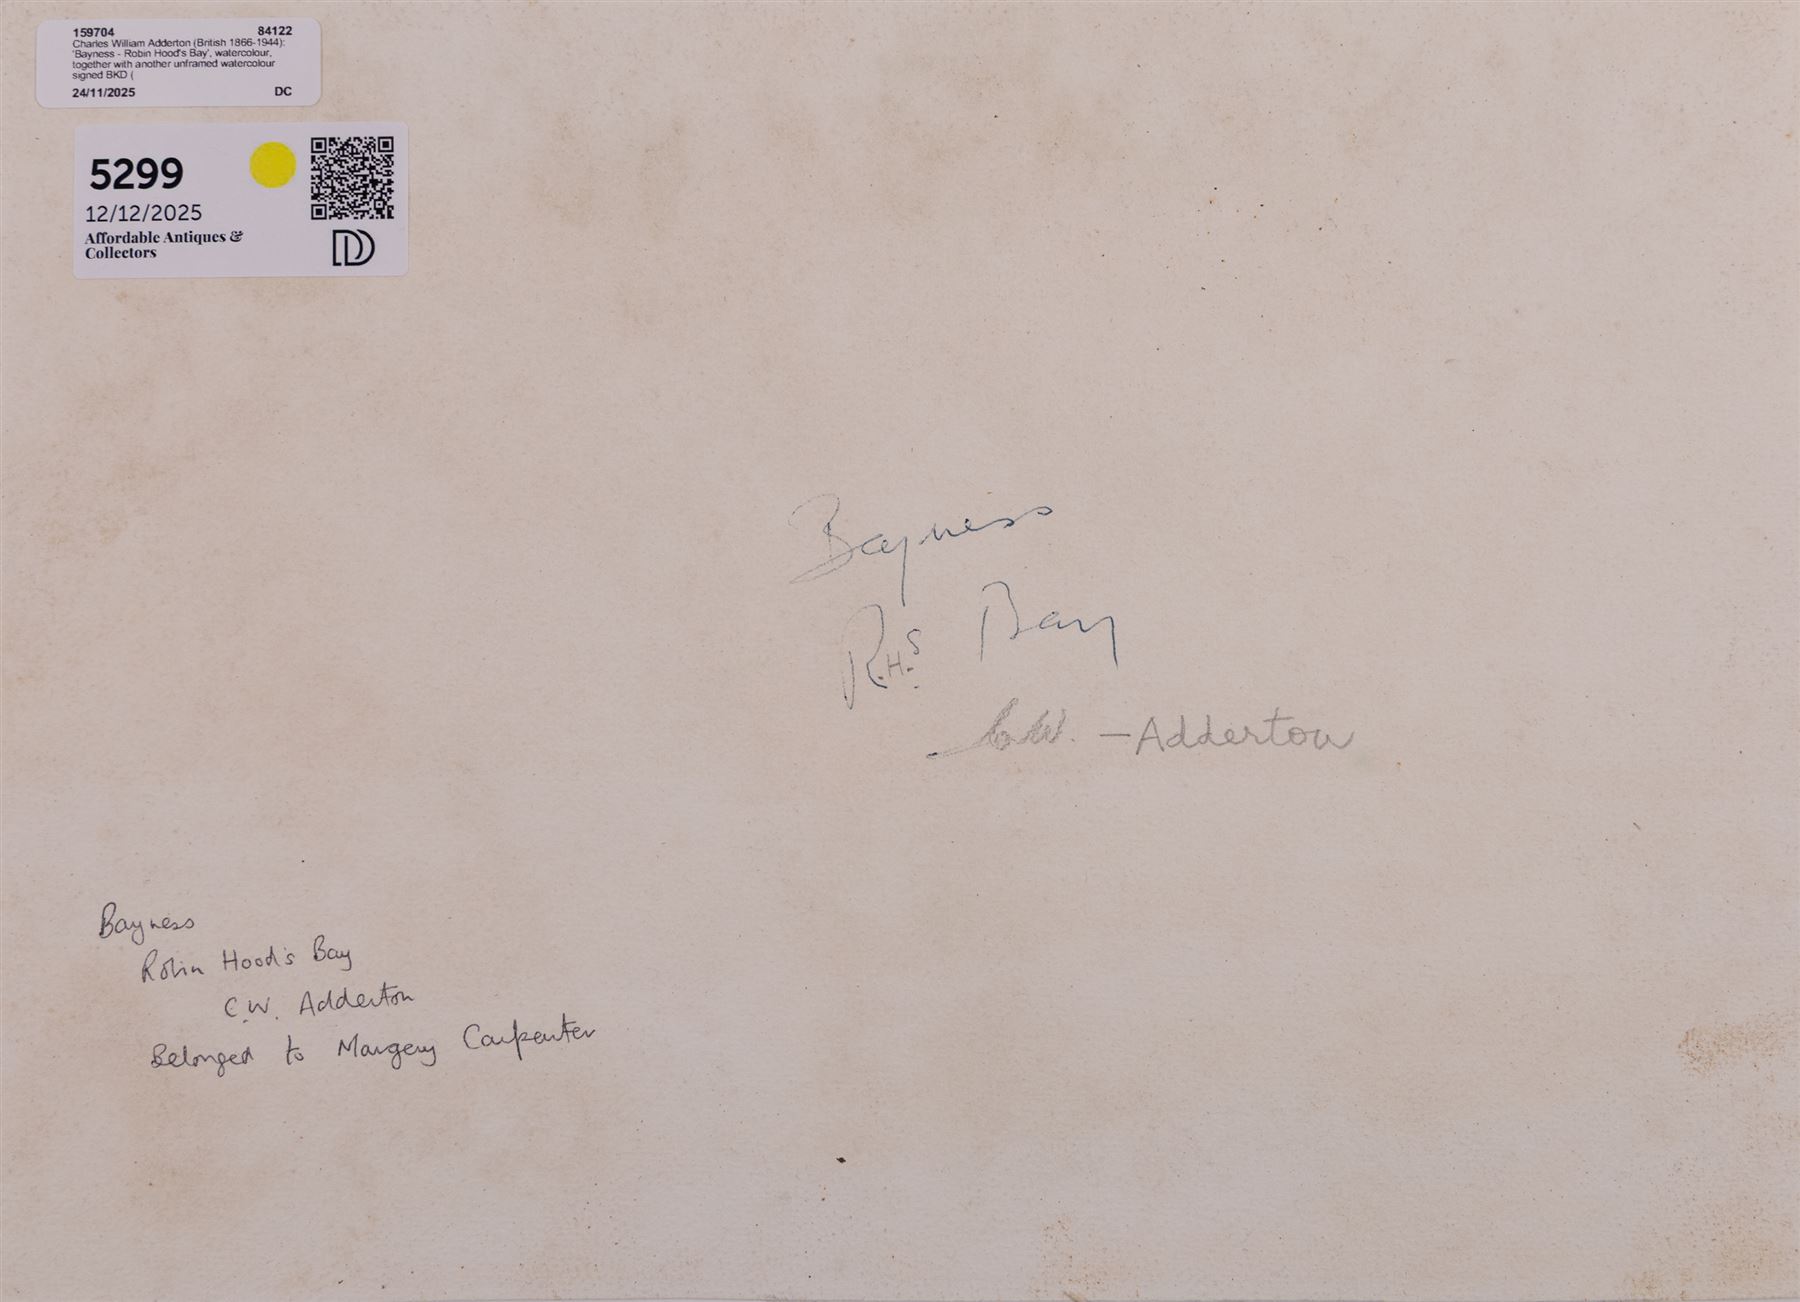 159704 84122
Charles William Adderton (British 1866-1944):
'Bayness - Robin Hood's Bay', watercolour,
together with another unframed watercolour
signed BKD (
24/11/2025 DC
5299
12/12/2025
Affordable Antiques &
Collectors
Bayness
R.H.S Bay
C.W. - Adderton
Bayness
Robin Hood's Bay
C.W. Adderton
Belonged to Margery Carpenter